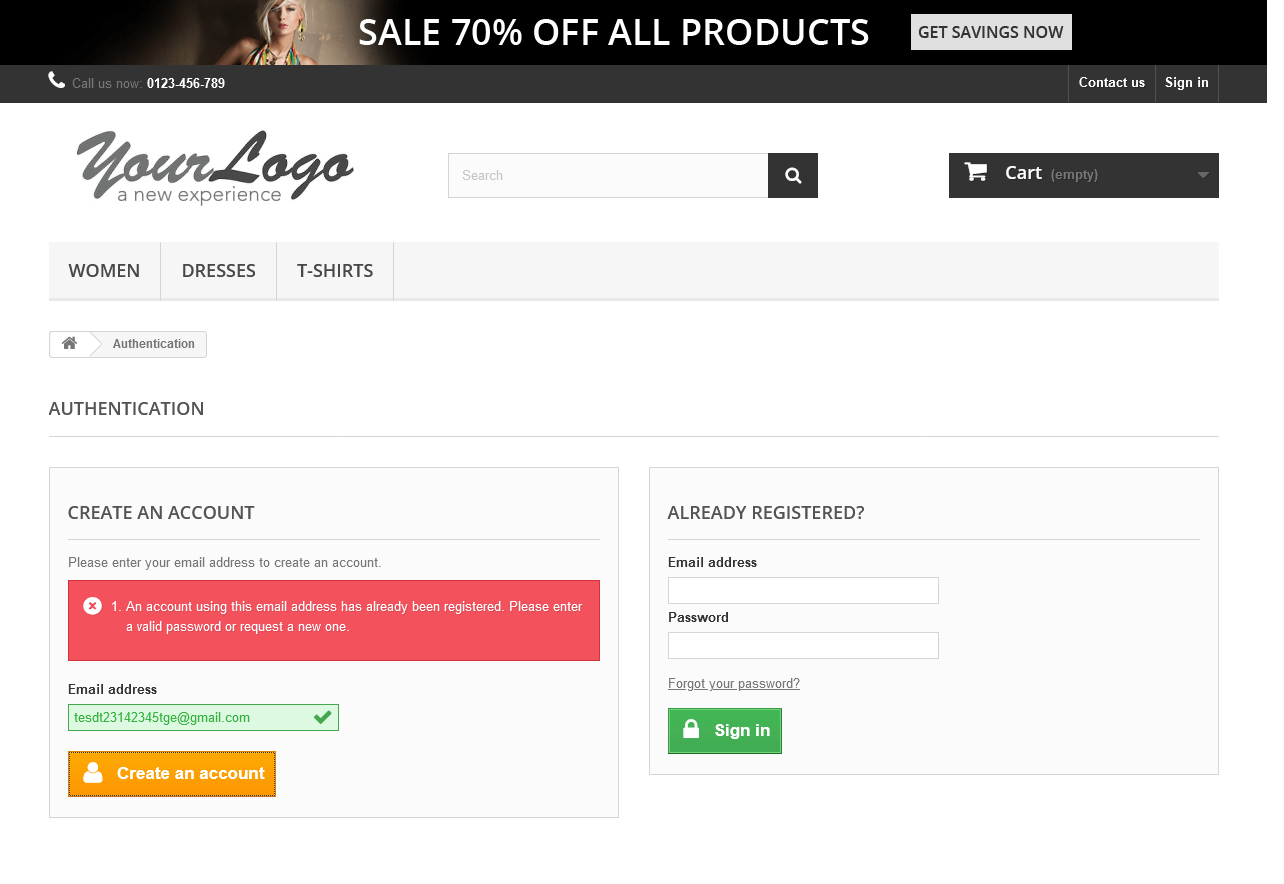 SALE 70% OFF ALL PRODUCTS
GET SAVINGS NOW
Call us now: 0123-456-789
Contact us
Sign in
YourLogo
a new experience
Search
Cart (empty)
WOMEN
DRESSES
T-SHIRTS
Authentication
AUTHENTICATION
CREATE AN ACCOUNT
Please enter your email address to create an account.
1. An account using this email address has already been registered. Please enter
a valid password or request a new one.
Email address
tesdt23142345tge@gmail.com
Create an account
ALREADY REGISTERED?
Email address
Password
Forgot your password?
Sign in